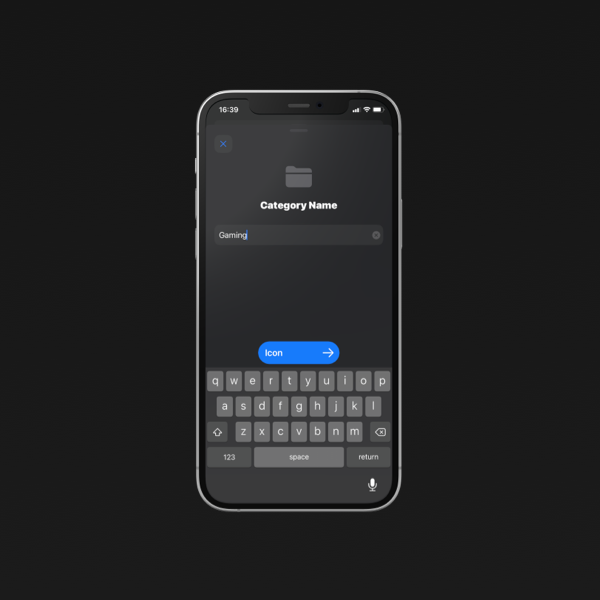 16:39
Category Name
Gaming
Icon
q w e r t y u i o p
a s d f g h j k l
z x c v b n m
123 space return